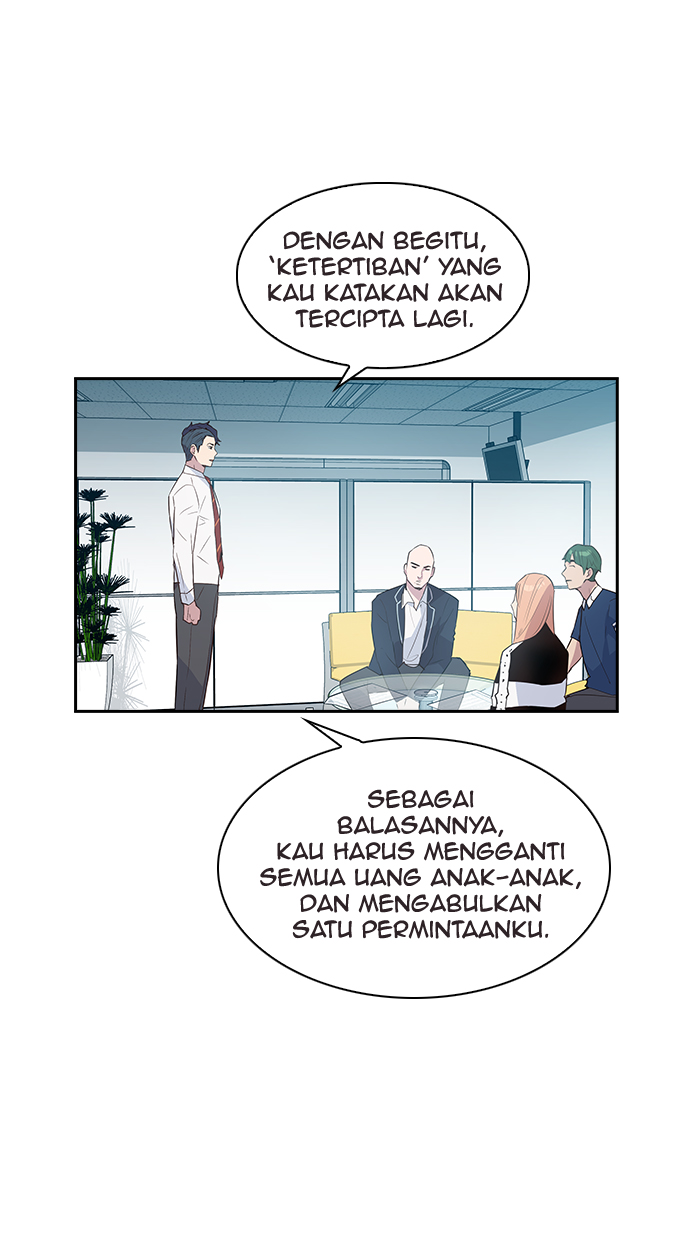 DENGAN BEGITU,
‘KETERTIBAN’ YANG
KAU KATAKAN AKAN
TERCIPTA LAGI.
SEBAGAI
BALASANNYA,
KAU HARUS MENGGANTI
SEMUA UANG ANAK-ANAK,
DAN MENGABULKAN
SATU PERMINTAANKU.